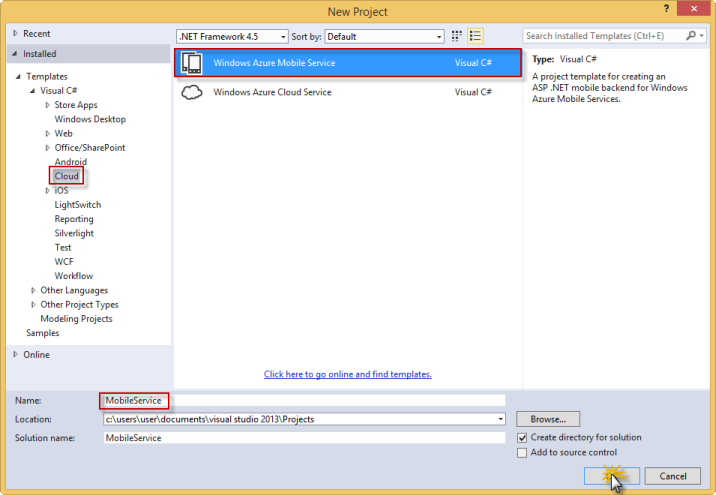 New Project
? x
Recent
.NET Framework 4.5
Sort by: Default
Search Installed Templates (Ctrl+E)
Installed
Templates
Visual C#
Store Apps
Windows Desktop
Web
Office/SharePoint
Android
Cloud
iOS
LightSwitch
Reporting
Silverlight
Test
WCF
Workflow
Other Languages
Other Project Types
Modeling Projects
Samples
Online
Windows Azure Mobile Service Visual C#
Windows Azure Cloud Service Visual C#
Click here to go online and find templates.
Type: Visual C#
A project template for creating an
ASP .NET mobile backend for Windows
Azure Mobile Services.
Name: MobileService
Location: c:\users\user\documents\visual studio 2013\Projects
Browse...
Solution name: MobileService
Create directory for solution
Add to source control
Cancel